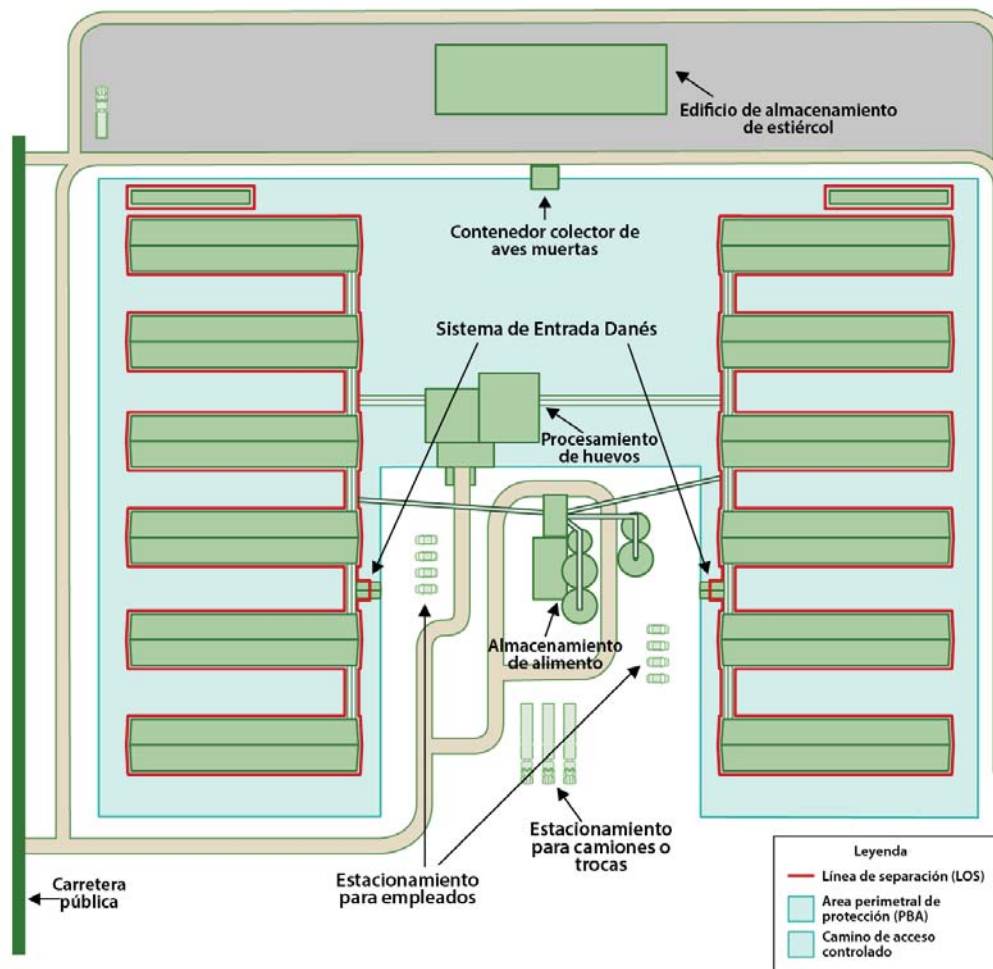 Edificio de almacenamiento
de estiércol
Contenedor colector de
aves muertas
Sistema de Entrada Danés
Procesamiento
de huevos
Almacenamiento
de alimento
Estacionamiento
para camiones o
trocas
Estacionamiento
para empleados
Carretera
pública
Leyenda
Línea de separación (LOS)
Area perimetral de
protección (PBA)
Camino de acceso
controlado